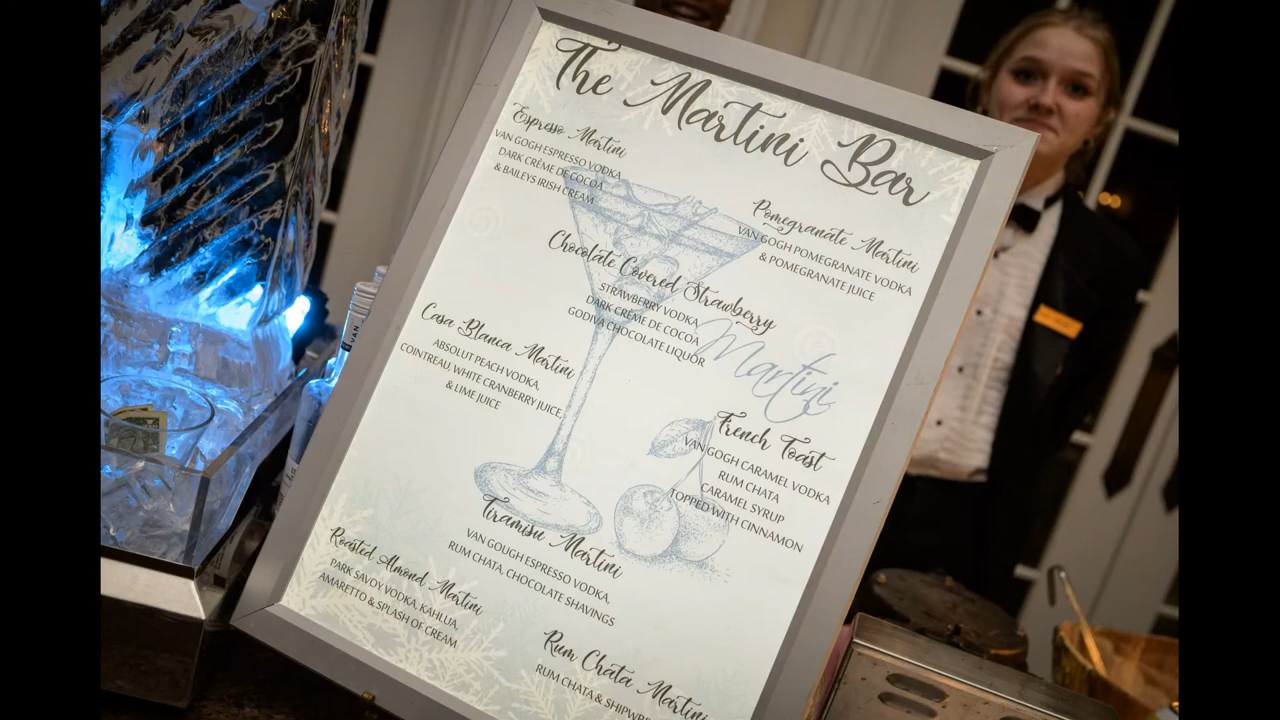 The Martini Bar
Espresso Martini
VAN GOGH ESPRESSO VODKA
DARK CRÈME DE COCOA
& BAILEYS IRISH CREAM
Pomegranate Martini
VAN GOGH POMEGRANATE VODKA
& POMEGRANATE JUICE
Chocolate Covered Strawberry
STRAWBERRY VODKA
DARK CRÈME DE COCOA
GODIVA CHOCOLATE LIQUOR
Martini
Casa Blanca Martini
ABSOLUT PEACH VODKA,
COINTREAU, WHITE CRANBERRY JUICE,
& LIME JUICE
French Toast
VAN GOGH CARAMEL VODKA
RUM CHATA
CARAMEL SYRUP
TOPPED WITH CINNAMON
Tiramisu Martini
VAN GOUGH ESPRESSO VODKA,
RUM CHATA, CHOCOLATE SHAVINGS
Roasted Almond Martini
PARK SAVOY VODKA, KAHLUA,
AMARETTO & SPLASH OF CREAM
Rum Chata Martini
RUM CHATA &
VAN